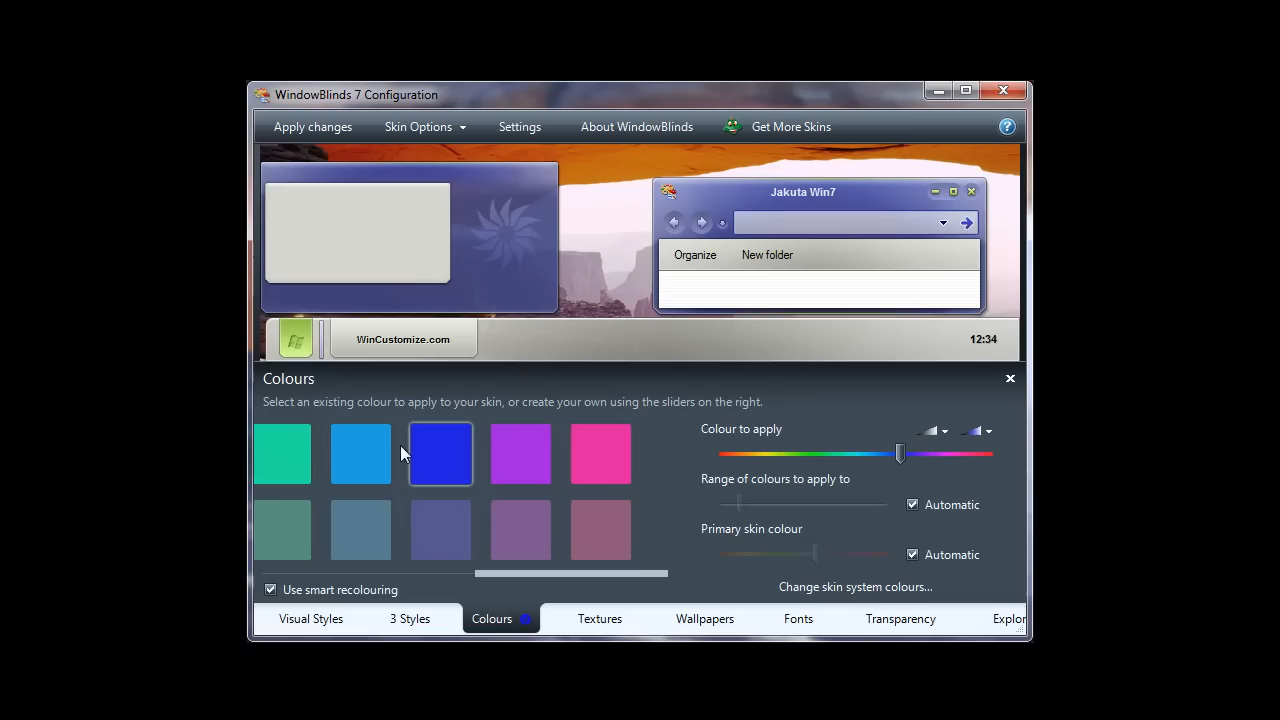 WindowBlinds 7 Configuration
Apply changes
Skin Options
Settings
About WindowBlinds
Get More Skins
?
Jakuta Win7
Organize
New folder
WinCustomize.com
12:34
Colours
Select an existing colour to apply to your skin, or create your own using the sliders on the right.
Colour to apply
Range of colours to apply to
Automatic
Primary skin colour
Automatic
Use smart recolouring
Change skin system colours...
Visual Styles
3 Styles
Colours
Textures
Wallpapers
Fonts
Transparency
Explor